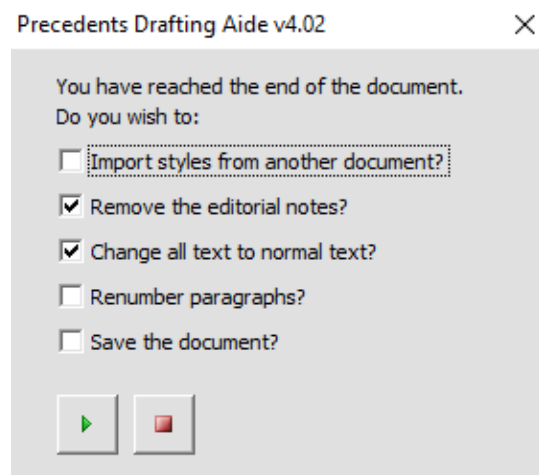 Precedents Drafting Aide v4.02
You have reached the end of the document.
Do you wish to:
Import styles from another document?
Remove the editorial notes?
Change all text to normal text?
Renumber paragraphs?
Save the document?